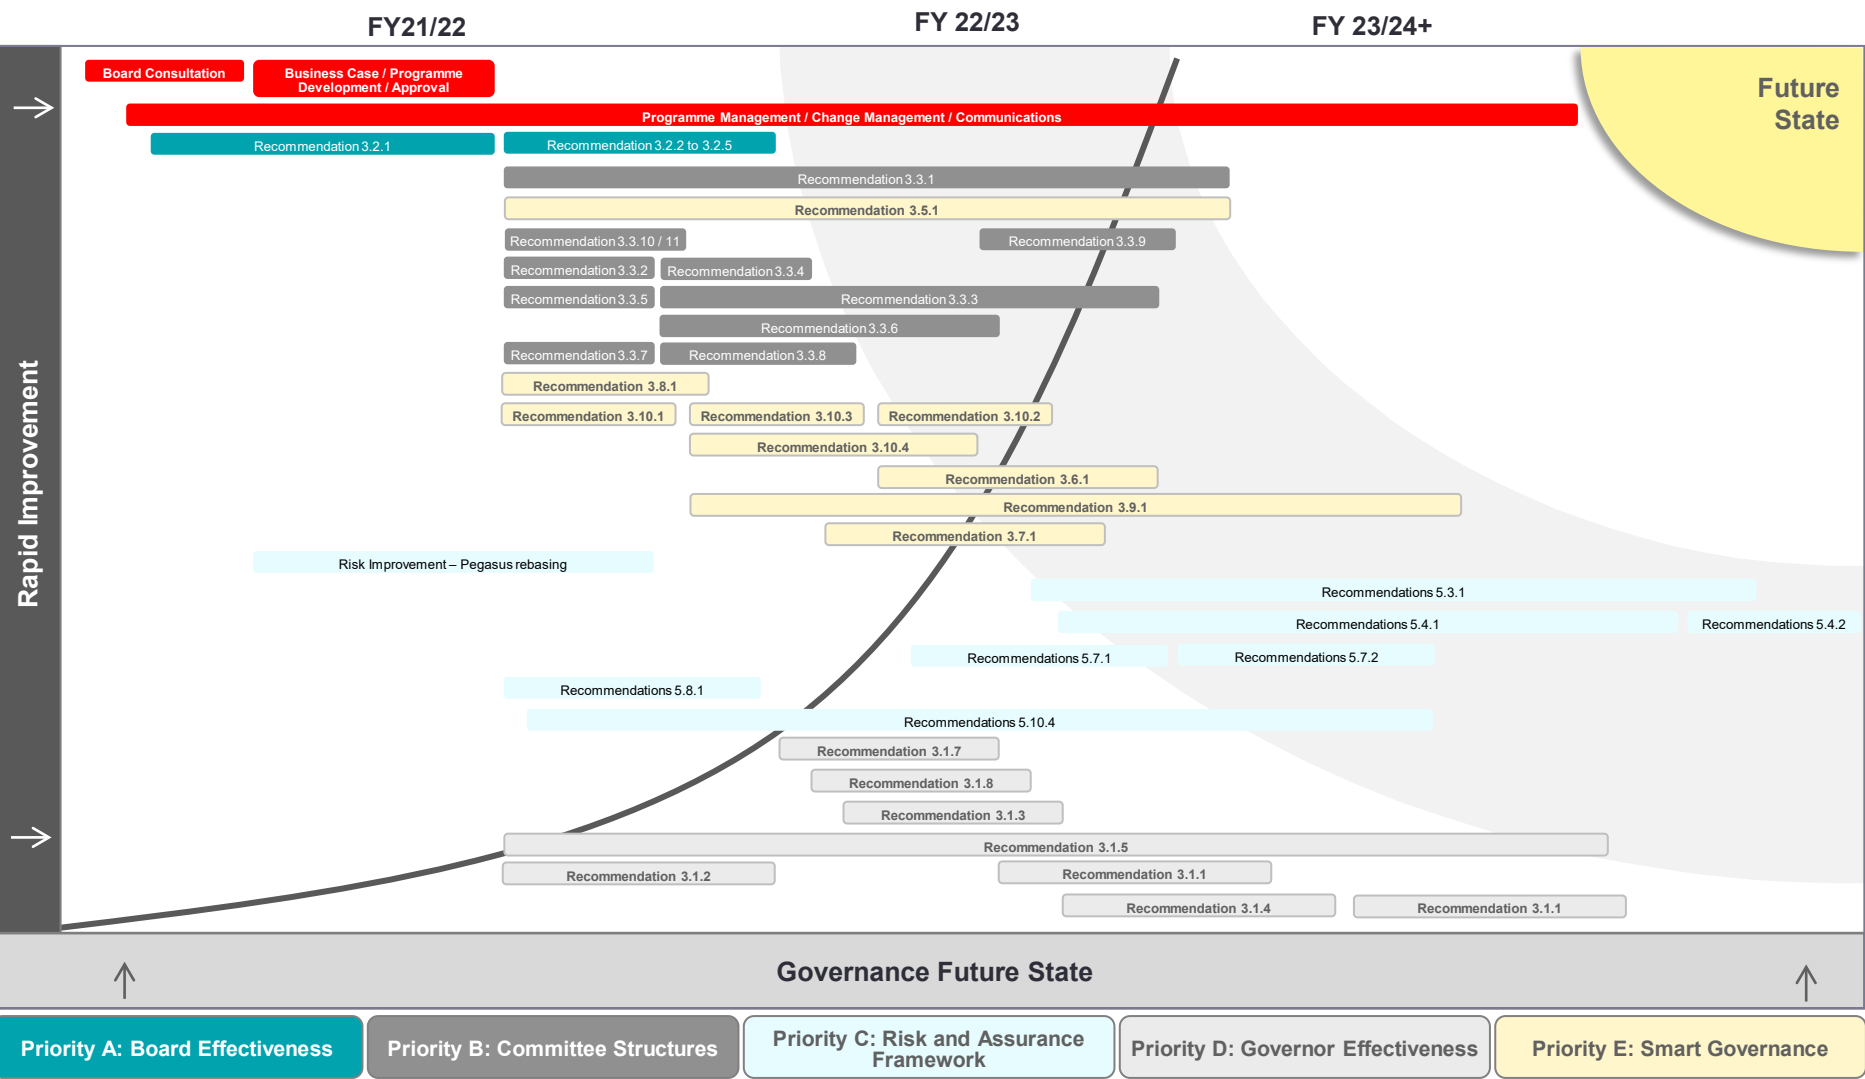 FY21/22
FY 22/23
FY 23/24+
Board Consultation
Business Case / Programme
Development / Approval
Future
State
Programme Management / Change Management / Communications
Recommendation 3.2.1
Recommendation 3.2.2 to 3.2.5
Recommendation 3.3.1
Recommendation 3.5.1
Recommendation 3.3.10 / 11
Recommendation 3.3.9
Recommendation 3.3.2
Recommendation 3.3.4
Recommendation 3.3.5
Recommendation 3.3.3
Recommendation 3.3.6
Recommendation 3.3.7
Recommendation 3.3.8
Recommendation 3.8.1
Recommendation 3.10.1
Recommendation 3.10.3
Recommendation 3.10.2
Recommendation 3.10.4
Recommendation 3.6.1
Recommendation 3.9.1
Recommendation 3.7.1
Rapid Improvement
Risk Improvement – Pegasus rebasing
Recommendations 5.3.1
Recommendations 5.4.1
Recommendations 5.4.2
Recommendations 5.7.1
Recommendations 5.7.2
Recommendations 5.8.1
Recommendations 5.10.4
Recommendation 3.1.7
Recommendation 3.1.8
Recommendation 3.1.3
Recommendation 3.1.5
Recommendation 3.1.2
Recommendation 3.1.1
Recommendation 3.1.4
Recommendation 3.1.1
Governance Future State
Priority A: Board Effectiveness
Priority B: Committee Structures
Priority C: Risk and Assurance
Framework
Priority D: Governor Effectiveness
Priority E: Smart Governance